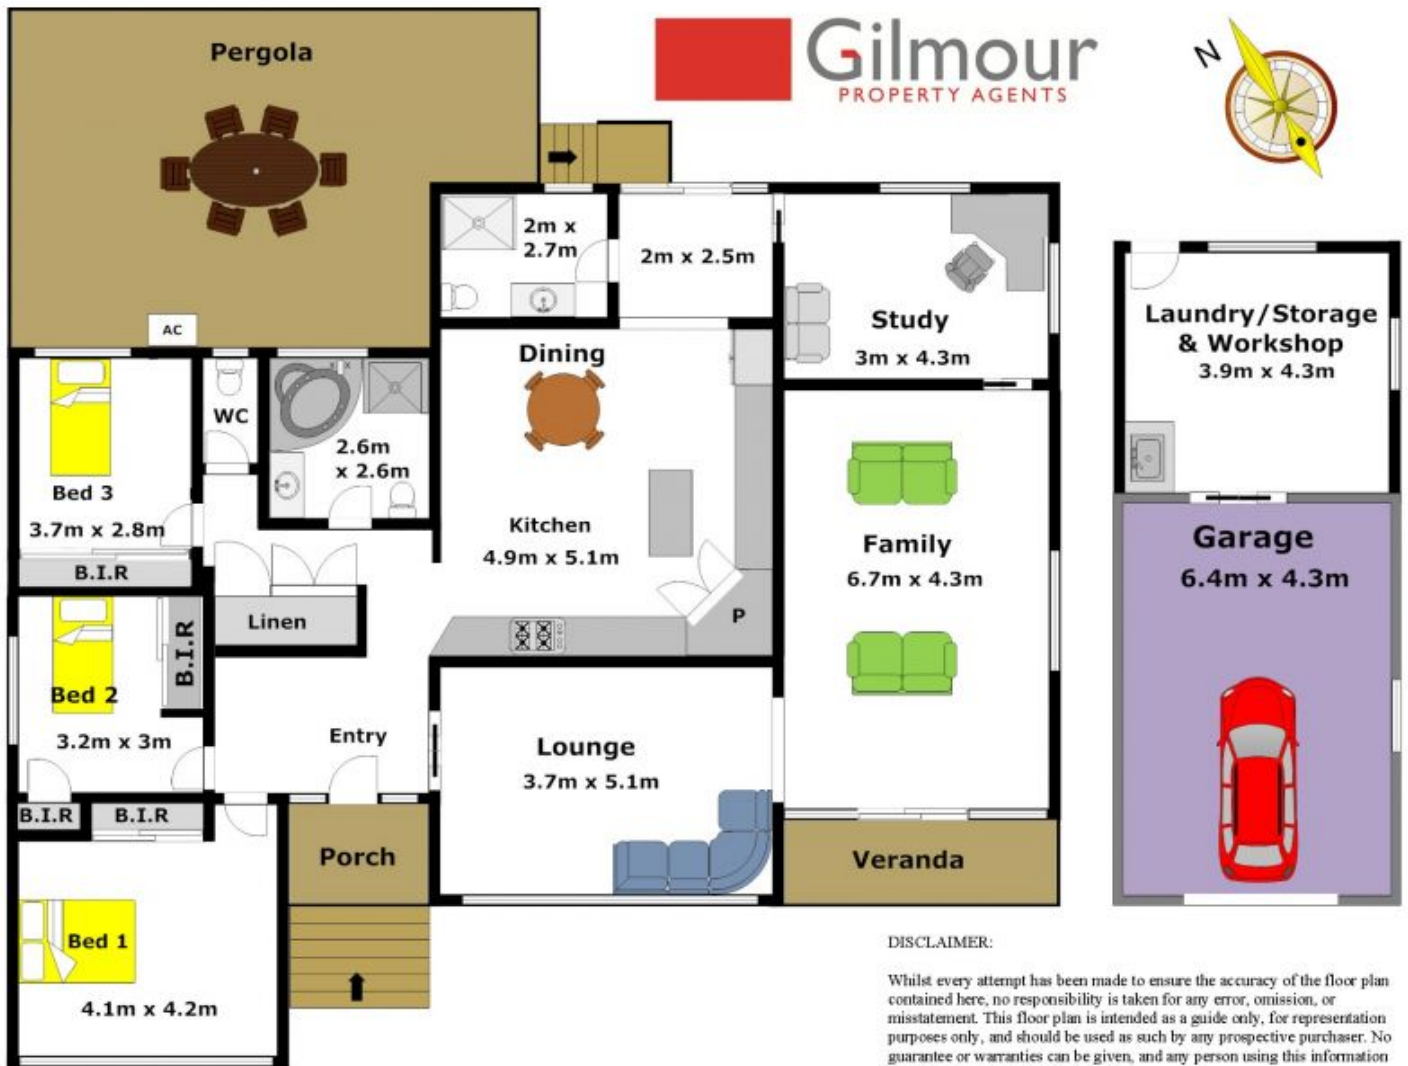 Pergola
Gilmour
PROPERTY AGENTS
N
AC
2m x
2.7m
2m x 2.5m
Study
3m x 4.3m
Laundry/Storage
& Workshop
3.9m x 4.3m
Dining
WC
2.6m
x 2.6m
Bed 3
3.7m x 2.8m
B.I.R
Kitchen
4.9m x 5.1m
Family
6.7m x 4.3m
Garage
6.4m x 4.3m
Linen
P
B.I.R
Bed 2
3.2m x 3m
Entry
Lounge
3.7m x 5.1m
B.I.R
B.I.R
Porch
Veranda
Bed 1
4.1m x 4.2m
DISCLAIMER:
Whilst every attempt has been made to ensure the accuracy of the floor plan
contained here, no responsibility is taken for any error, omission, or
misstatement. This floor plan is intended as a guide only, for representation
purposes only, and should be used as such by any prospective purchaser. No
guarantee or warranties can be given, and any person using this information